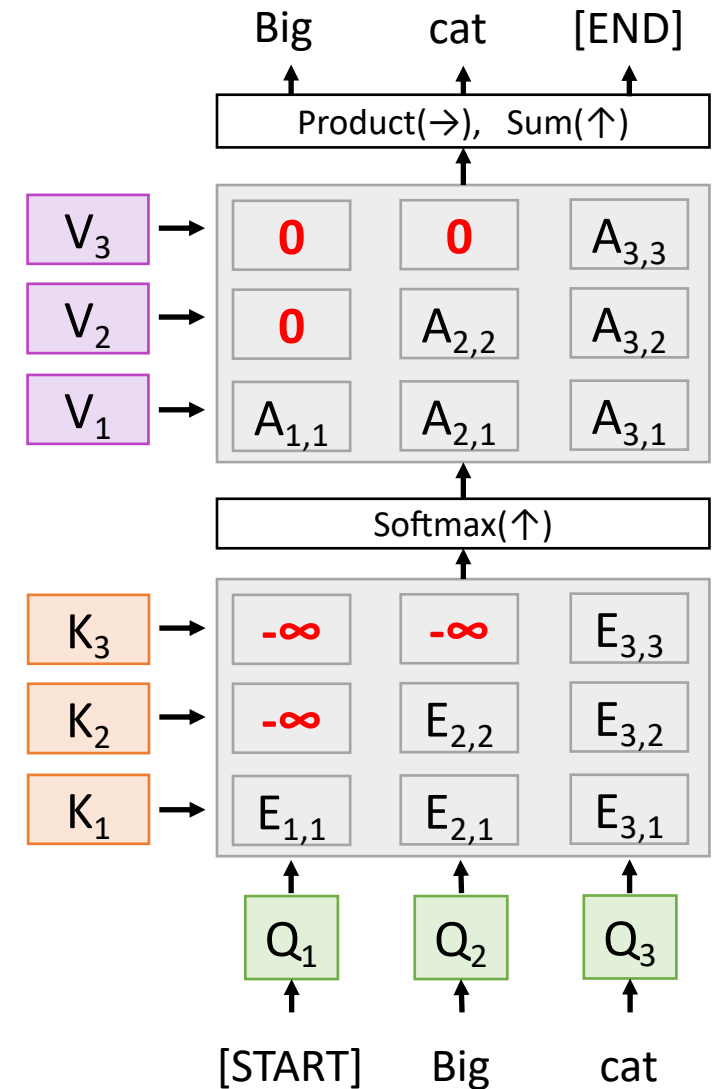 Big cat [END]
Product(→), Sum(↑)
V₃ 0 0 A₃,₃
V₂ 0 A₂,₂ A₃,₂
V₁ A₁,₁ A₂,₁ A₃,₁
Softmax(↑)
K₃ -∞ -∞ E₃,₃
K₂ -∞ E₂,₂ E₃,₂
K₁ E₁,₁ E₂,₁ E₃,₁
Q₁ Q₂ Q₃
[START] Big cat